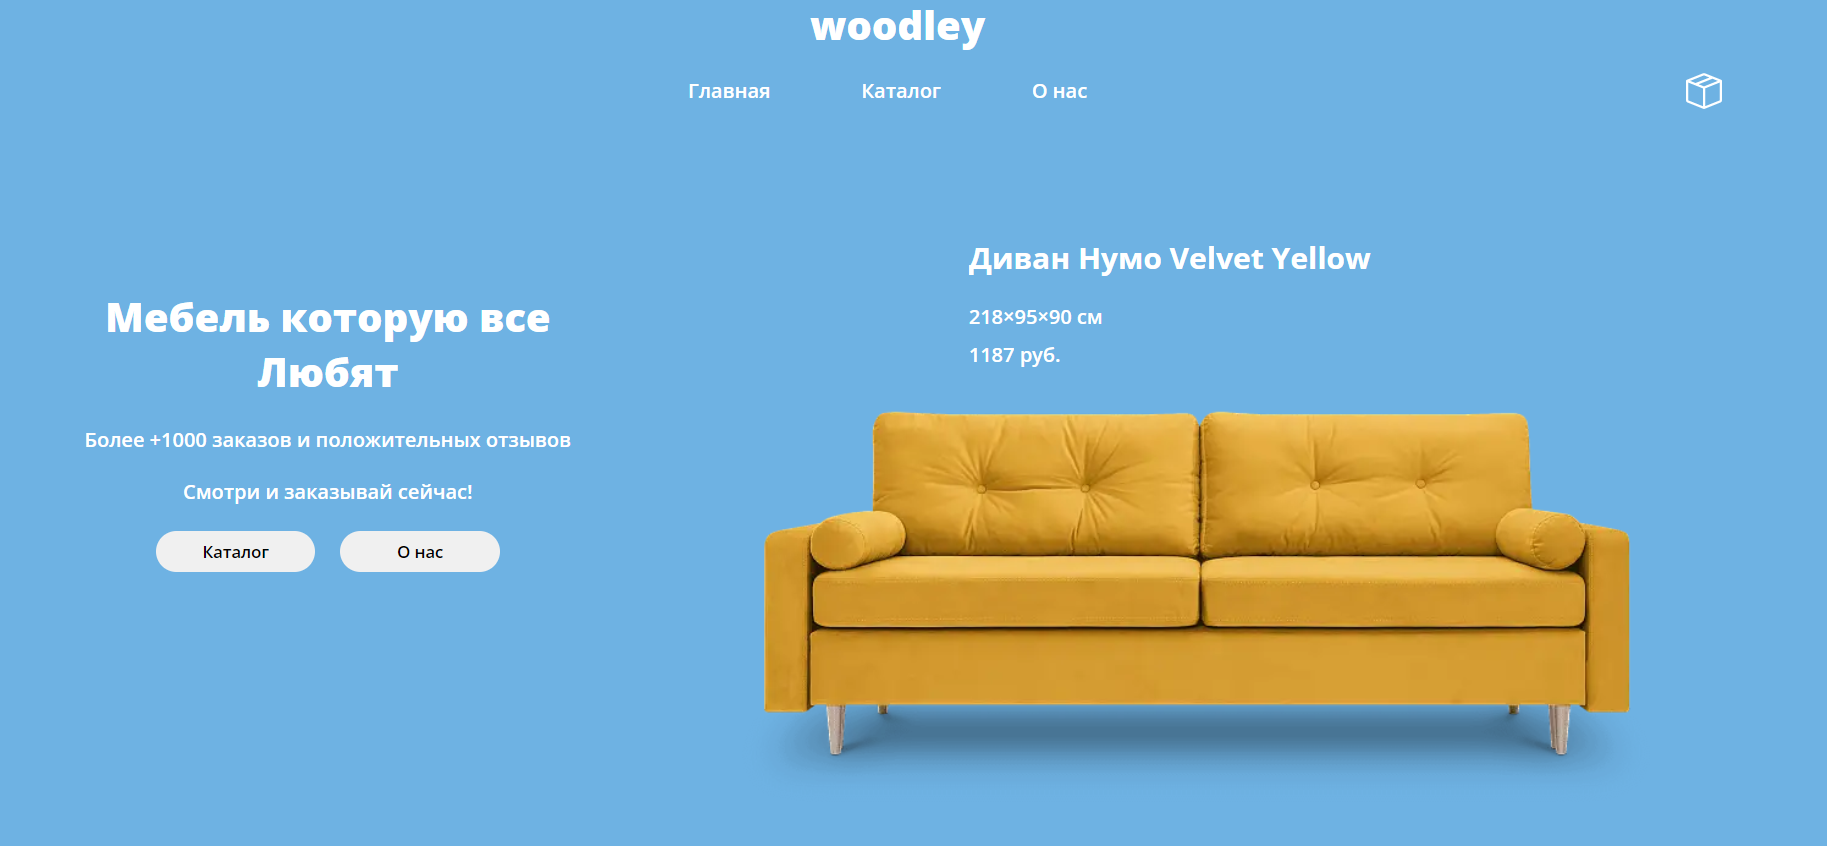 woodley
Главная Каталог О нас
Мебель которую все
Любят
Более +1000 заказов и положительных отзывов
Смотри и заказывай сейчас!
Каталог О нас
Диван Нумо Velvet Yellow
218×95×90 см
1187 руб.